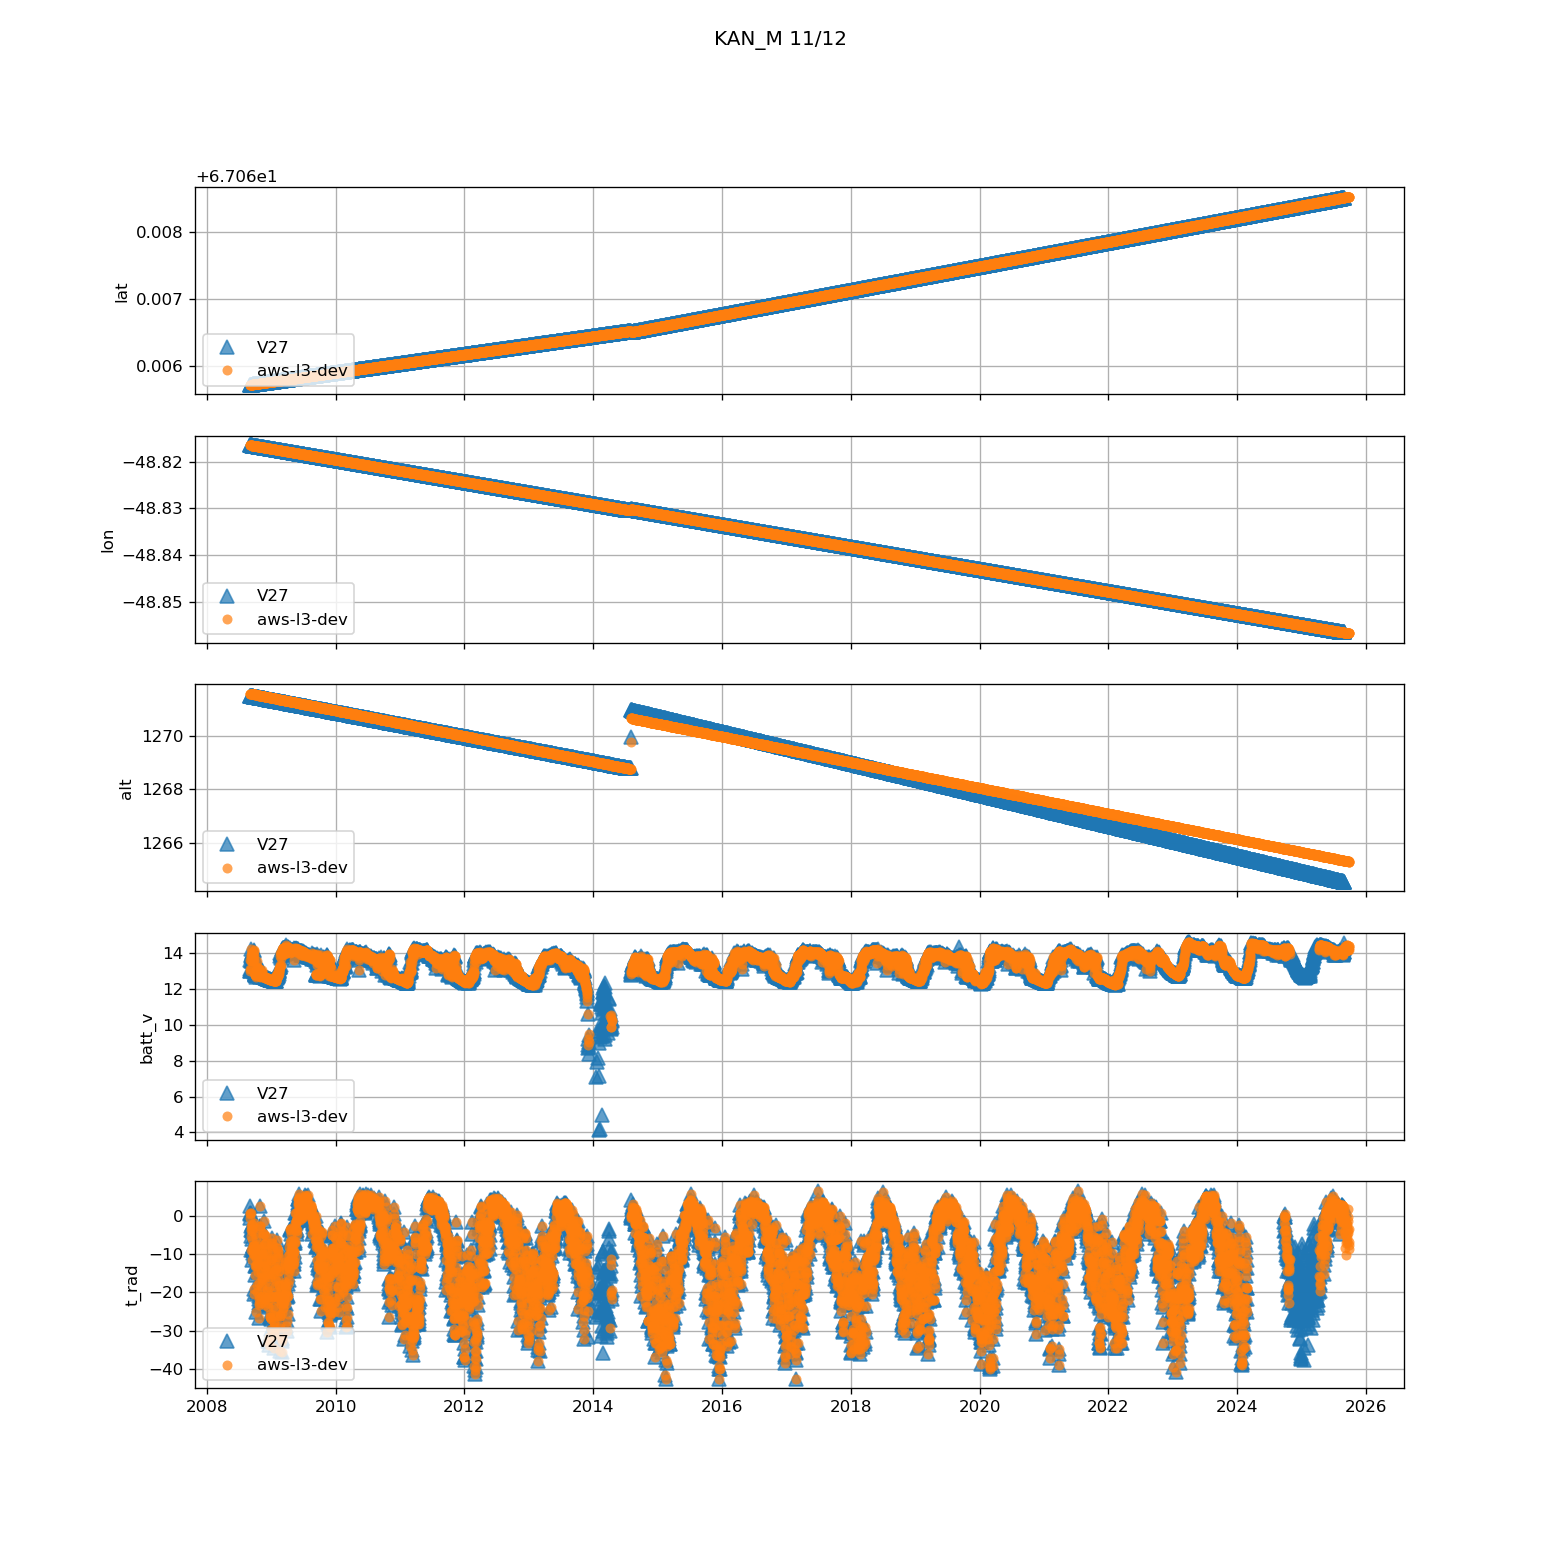 KAN_M 11/12
+6.706e1
0.008
0.007
0.006
lat
V27
aws-l3-dev
−48.82
−48.83
−48.84
−48.85
lon
V27
aws-l3-dev
1270
1268
1266
alt
V27
aws-l3-dev
14
12
10
8
6
4
batt_v
V27
aws-l3-dev
0
−10
−20
−30
−40
t_rad
V27
aws-l3-dev
2008 2010 2012 2014 2016 2018 2020 2022 2024 2026